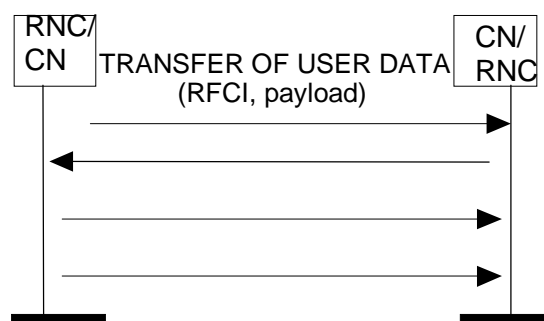 RNC/
CN
TRANSFER OF USER DATA
(RFCI, payload)
CN/
RNC